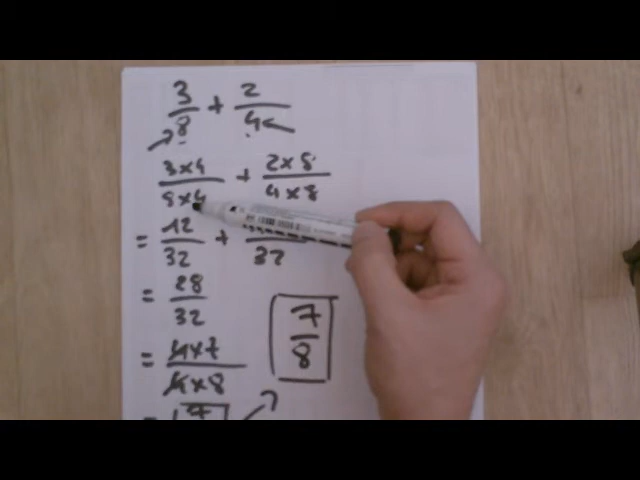 3/8 + 2/4
3×4/8×4 + 2×8/4×8
= 12/32 + /32
= 28/32
= 4×7/4×8
7/8
= 7